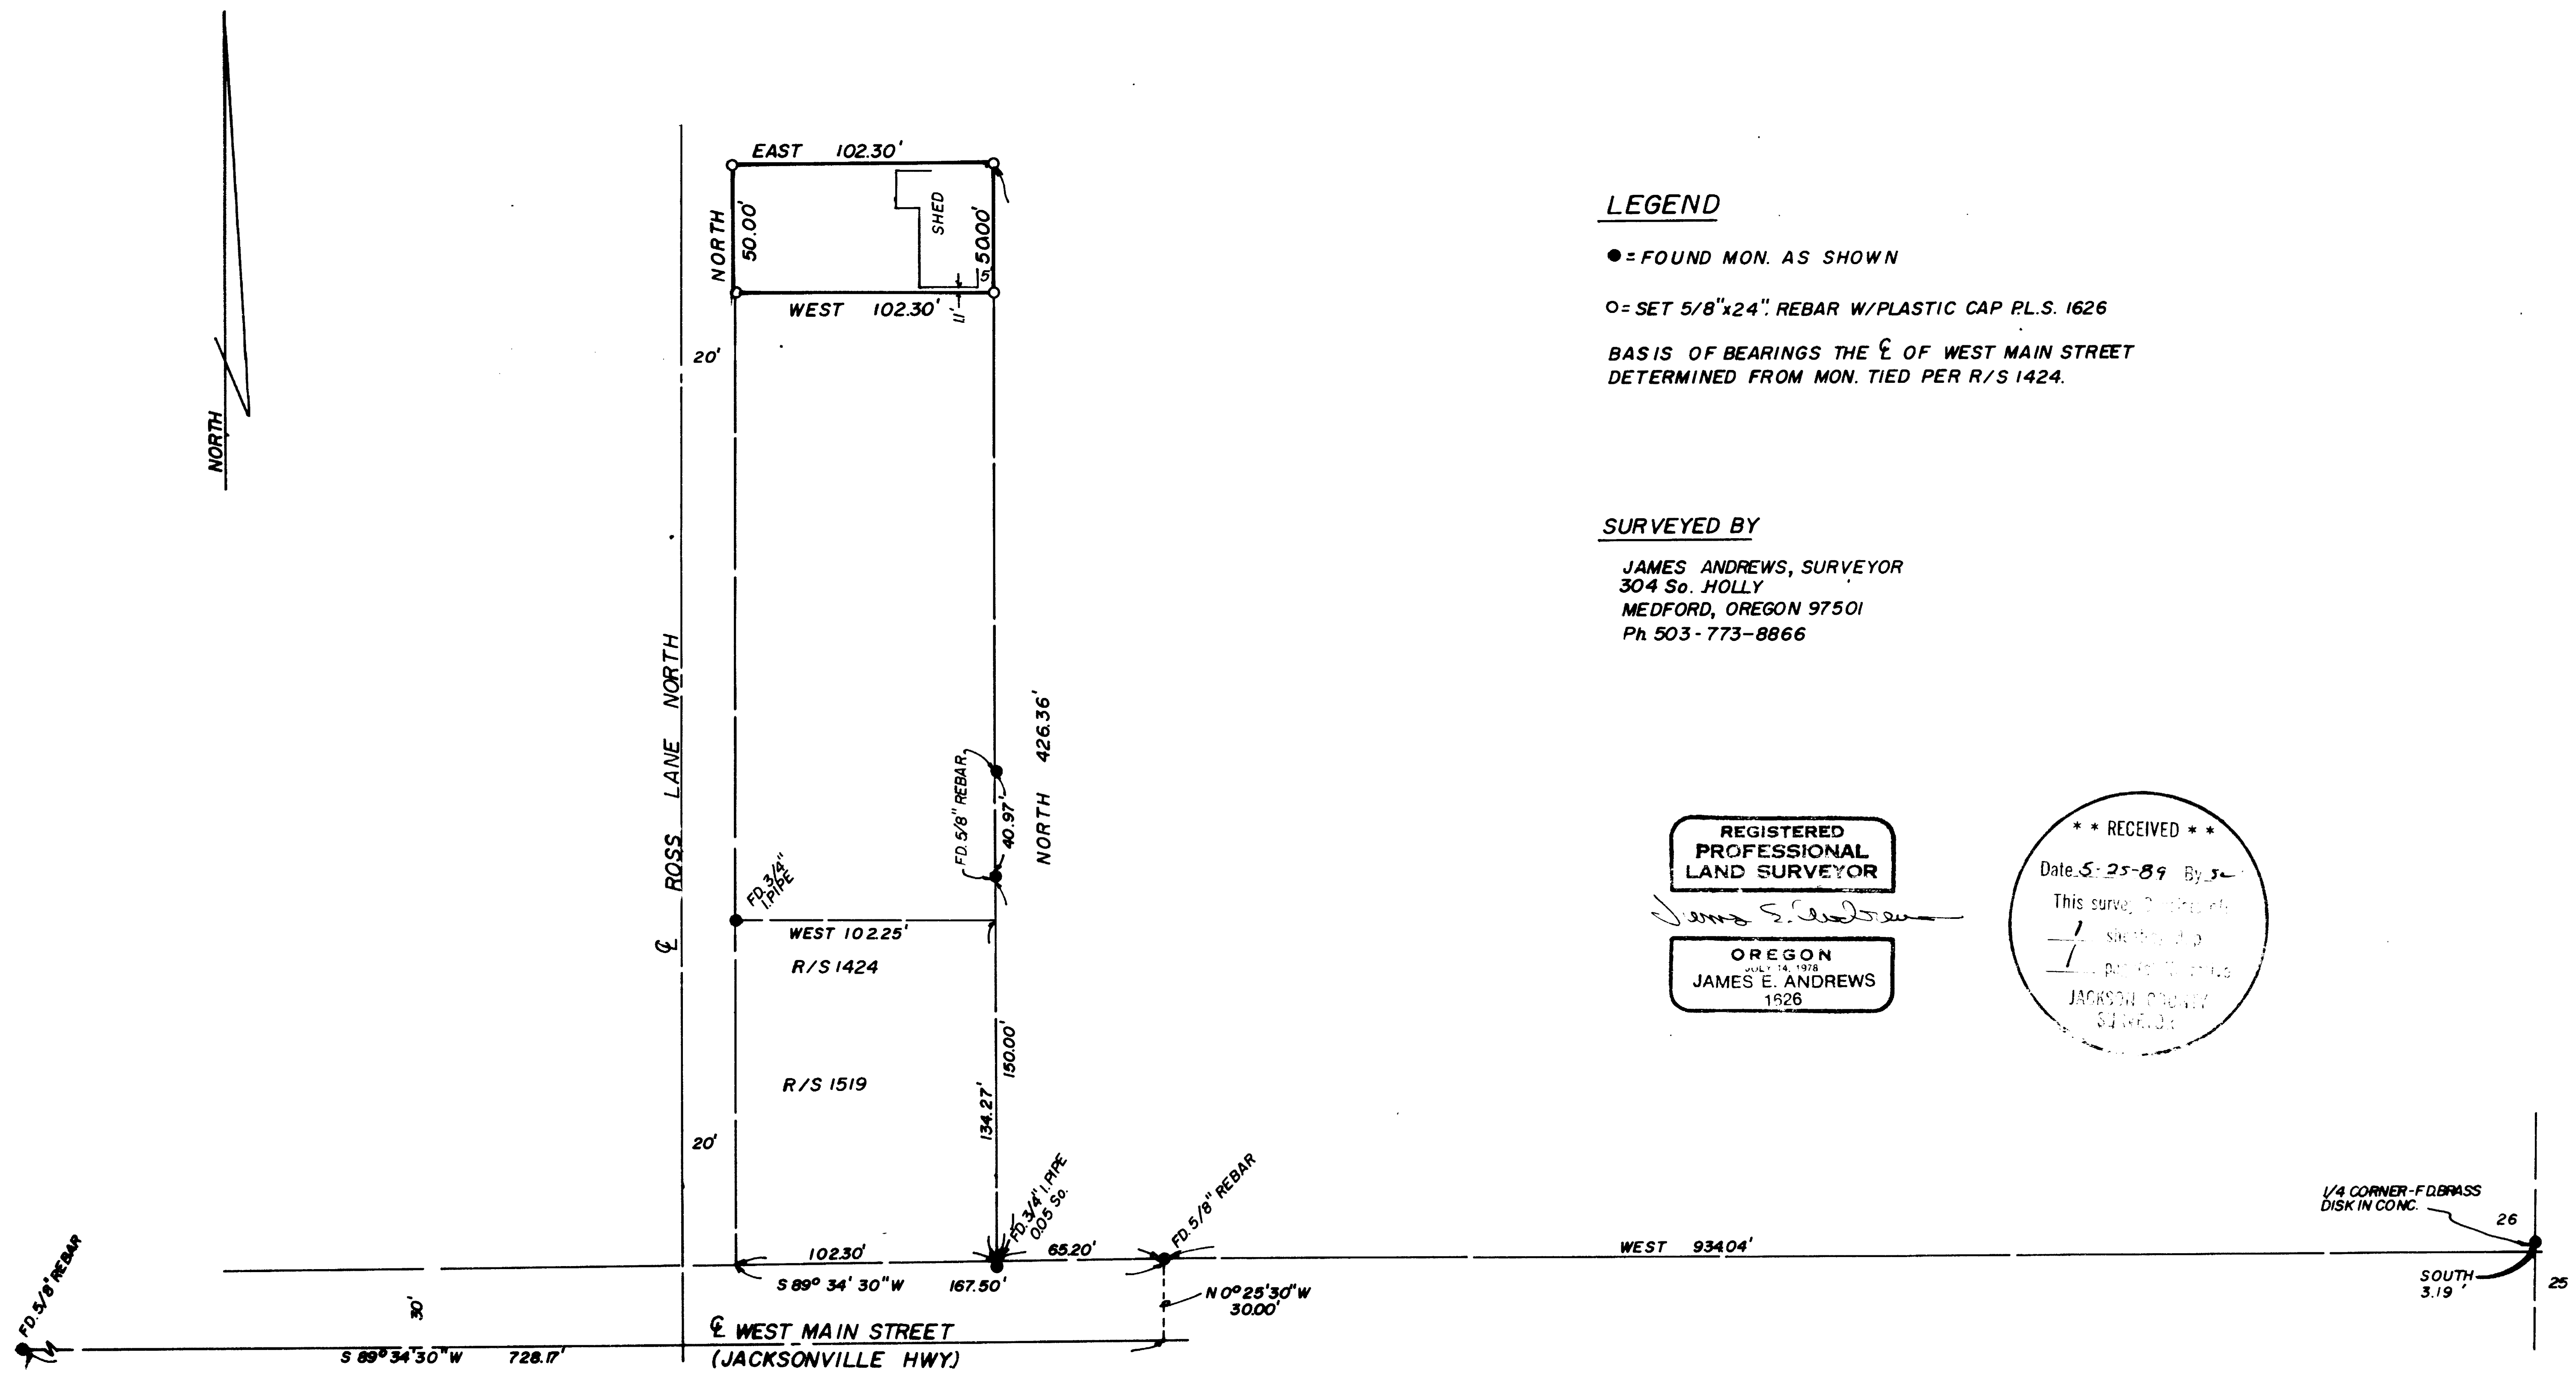 NORTH
EAST 102.30'
NORTH
50.00'
SHED
50.00'
5'
WEST 102.30'
1.1'
20'
℄ ROSS LANE NORTH
FD. 5/8" REBAR
40.97'
NORTH 426.36'
FD. 3/4"
I. PIPE
WEST 102.25'
R/S 1424
R/S 1519
150.00'
134.27'
20'
FD. 3/4" I. PIPE
0.05 So.
FD. 5/8" REBAR
102.30'
65.20'
S 89° 34' 30" W 167.50'
N 0° 25' 30" W
30.00'
WEST 934.04'
1/4 CORNER-FD. BRASS
DISK IN CONC.
26
25
SOUTH
3.19'
FD. 5/8" REBAR
30'
℄ WEST MAIN STREET
(JACKSONVILLE HWY.)
S 89° 34' 30" W 728.17'
LEGEND
● = FOUND MON. AS SHOWN
○ = SET 5/8"x24". REBAR W/PLASTIC CAP P.L.S. 1626
BASIS OF BEARINGS THE ℄ OF WEST MAIN STREET
DETERMINED FROM MON. TIED PER R/S 1424.
SURVEYED BY
JAMES ANDREWS, SURVEYOR
304 So. HOLLY
MEDFORD, OREGON 97501
Ph. 503-773-8866
REGISTERED
PROFESSIONAL
LAND SURVEYOR
James E. Andrews
OREGON
JULY 14, 1978
JAMES E. ANDREWS
1626
* * RECEIVED * *
Date 5-25-89 By
This survey
1
1
JACKSON COUNTY
SURVEYOR